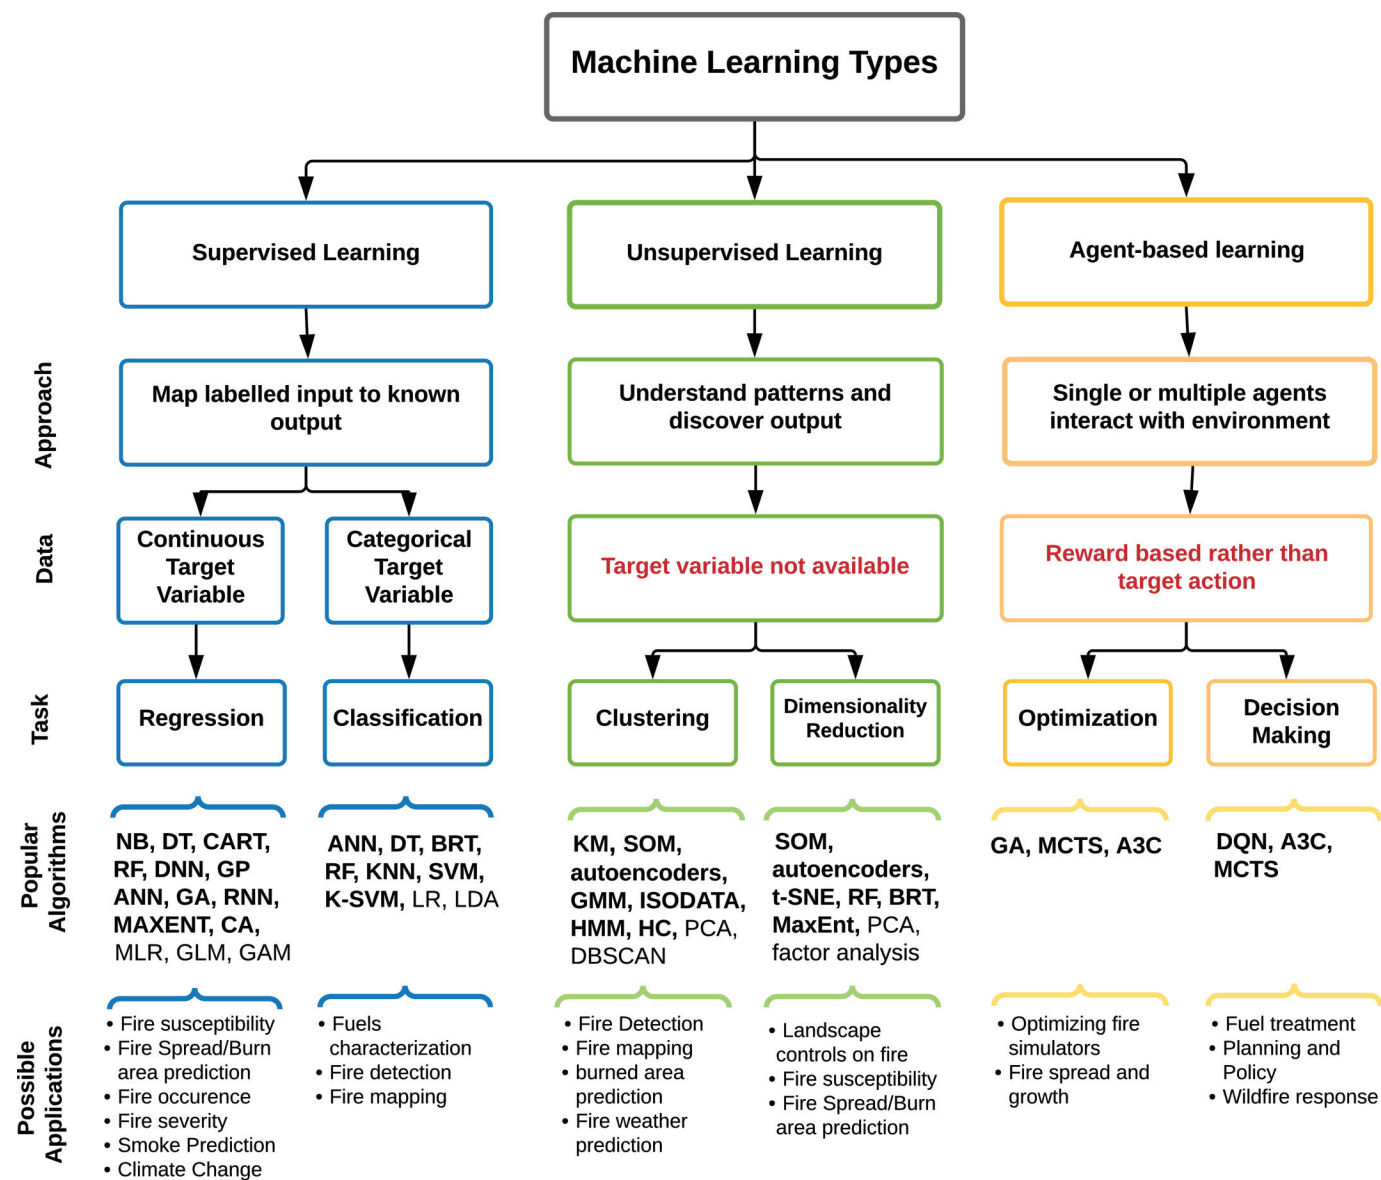 Machine Learning Types
Supervised Learning
Unsupervised Learning
Agent-based learning
Approach
Map labelled input to known
output
Understand patterns and
discover output
Single or multiple agents
interact with environment
Data
Continuous
Target
Variable
Categorical
Target
Variable
Target variable not available
Reward based rather than
target action
Task
Regression
Classification
Clustering
Dimensionality
Reduction
Optimization
Decision
Making
Popular
Algorithms
NB, DT, CART,
RF, DNN, GP
ANN, GA, RNN,
MAXENT, CA,
MLR, GLM, GAM
ANN, DT, BRT,
RF, KNN, SVM,
K-SVM, LR, LDA
KM, SOM,
autoencoders,
GMM, ISODATA,
HMM, HC, PCA,
DBSCAN
SOM,
autoencoders,
t-SNE, RF, BRT,
MaxEnt, PCA,
factor analysis
GA, MCTS, A3C
DQN, A3C,
MCTS
Possible
Applications
• Fire susceptibility
• Fire Spread/Burn
area prediction
• Fire occurence
• Fire severity
• Smoke Prediction
• Climate Change
• Fuels
characterization
• Fire detection
• Fire mapping
• Fire Detection
• Fire mapping
• burned area
prediction
• Fire weather
prediction
• Landscape
controls on fire
• Fire susceptibility
• Fire Spread/Burn
area prediction
• Optimizing fire
simulators
• Fire spread and
growth
• Fuel treatment
• Planning and
Policy
• Wildfire response